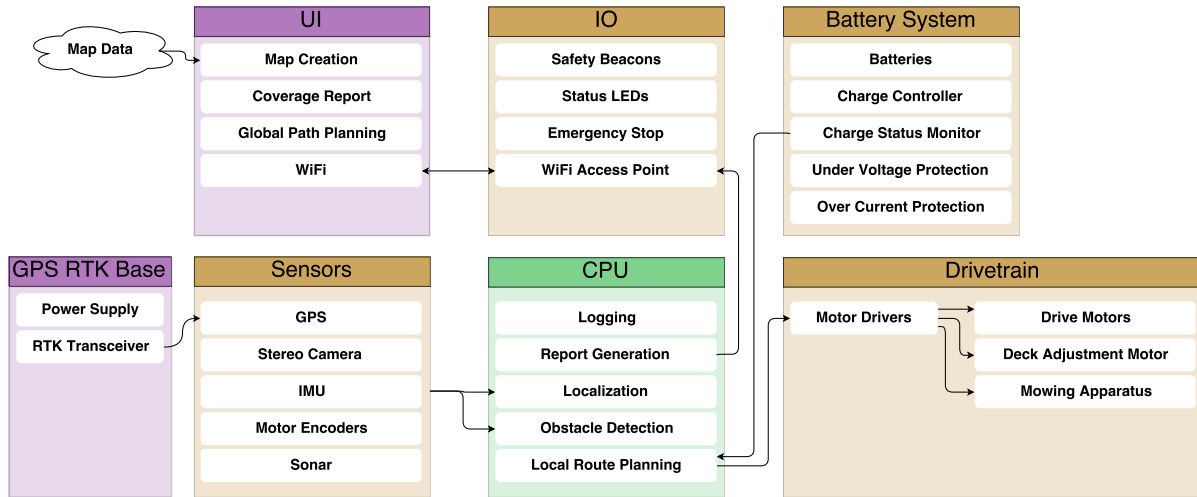 Map Data
UI
Map Creation
Coverage Report
Global Path Planning
WiFi
IO
Safety Beacons
Status LEDs
Emergency Stop
WiFi Access Point
Battery System
Batteries
Charge Controller
Charge Status Monitor
Under Voltage Protection
Over Current Protection
GPS RTK Base
Power Supply
RTK Transceiver
Sensors
GPS
Stereo Camera
IMU
Motor Encoders
Sonar
CPU
Logging
Report Generation
Localization
Obstacle Detection
Local Route Planning
Drivetrain
Motor Drivers
Drive Motors
Deck Adjustment Motor
Mowing Apparatus